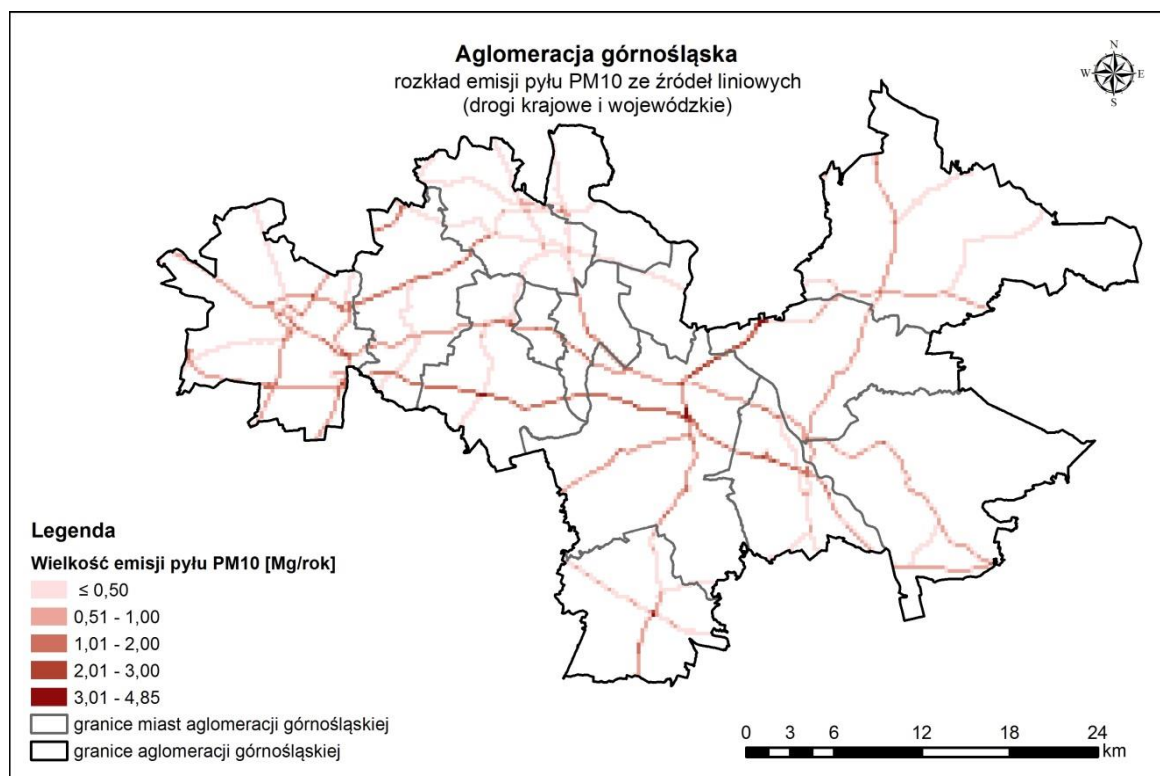 Aglomeracja górnośląska
rozkład emisji pyłu PM10 ze źródeł liniowych
(drogi krajowe i wojewódzkie)
N
W E
S
Legenda
Wielkość emisji pyłu PM10 [Mg/rok]
≤ 0,50
0,51 - 1,00
1,01 - 2,00
2,01 - 3,00
3,01 - 4,85
granice miast aglomeracji górnośląskiej
granice aglomeracji górnośląskiej
0 3 6 12 18 24
km